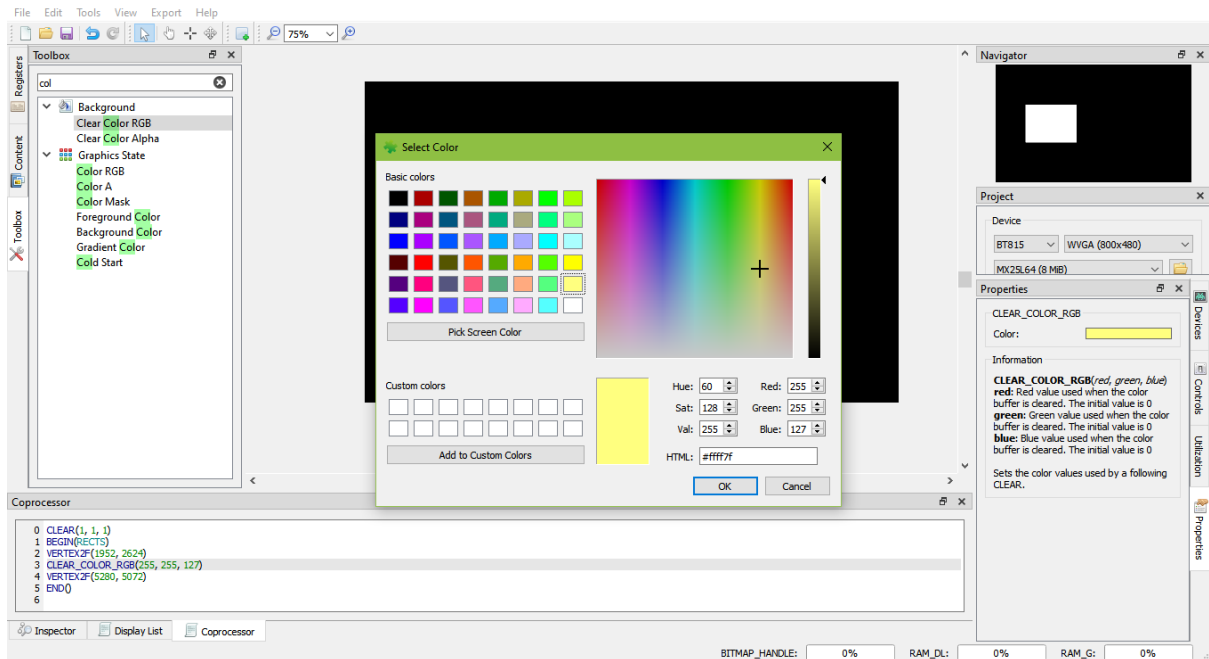 File Edit Tools View Export Help
75%
Registers
Content
Toolbox
Toolbox
col
Background
Clear Color RGB
Clear Color Alpha
Graphics State
Color RGB
Color A
Color Mask
Foreground Color
Background Color
Gradient Color
Cold Start
Select Color
Basic colors
Pick Screen Color
Custom colors
Add to Custom Colors
Hue: 60 Red: 255
Sat: 128 Green: 255
Val: 255 Blue: 127
HTML: #ffff7f
OK Cancel
Navigator
Project
Device
BT815 WVGA (800x480)
MX25L64 (8 MiB)
Properties
CLEAR_COLOR_RGB
Color:
Information
CLEAR_COLOR_RGB(red, green, blue)
red: Red value used when the color
buffer is cleared. The initial value is 0
green: Green value used when the color
buffer is cleared. The initial value is 0
blue: Blue value used when the color
buffer is cleared. The initial value is 0
Sets the color values used by a following
CLEAR.
Devices
Controls
Utilization
Properties
Coprocessor
0 CLEAR(1, 1, 1)
1 BEGIN(RECTS)
2 VERTEX2F(1952, 2624)
3 CLEAR_COLOR_RGB(255, 255, 127)
4 VERTEX2F(5280, 5072)
5 END()
6
Inspector Display List Coprocessor
BITMAP_HANDLE: 0% RAM_DL: 0% RAM_G: 0%